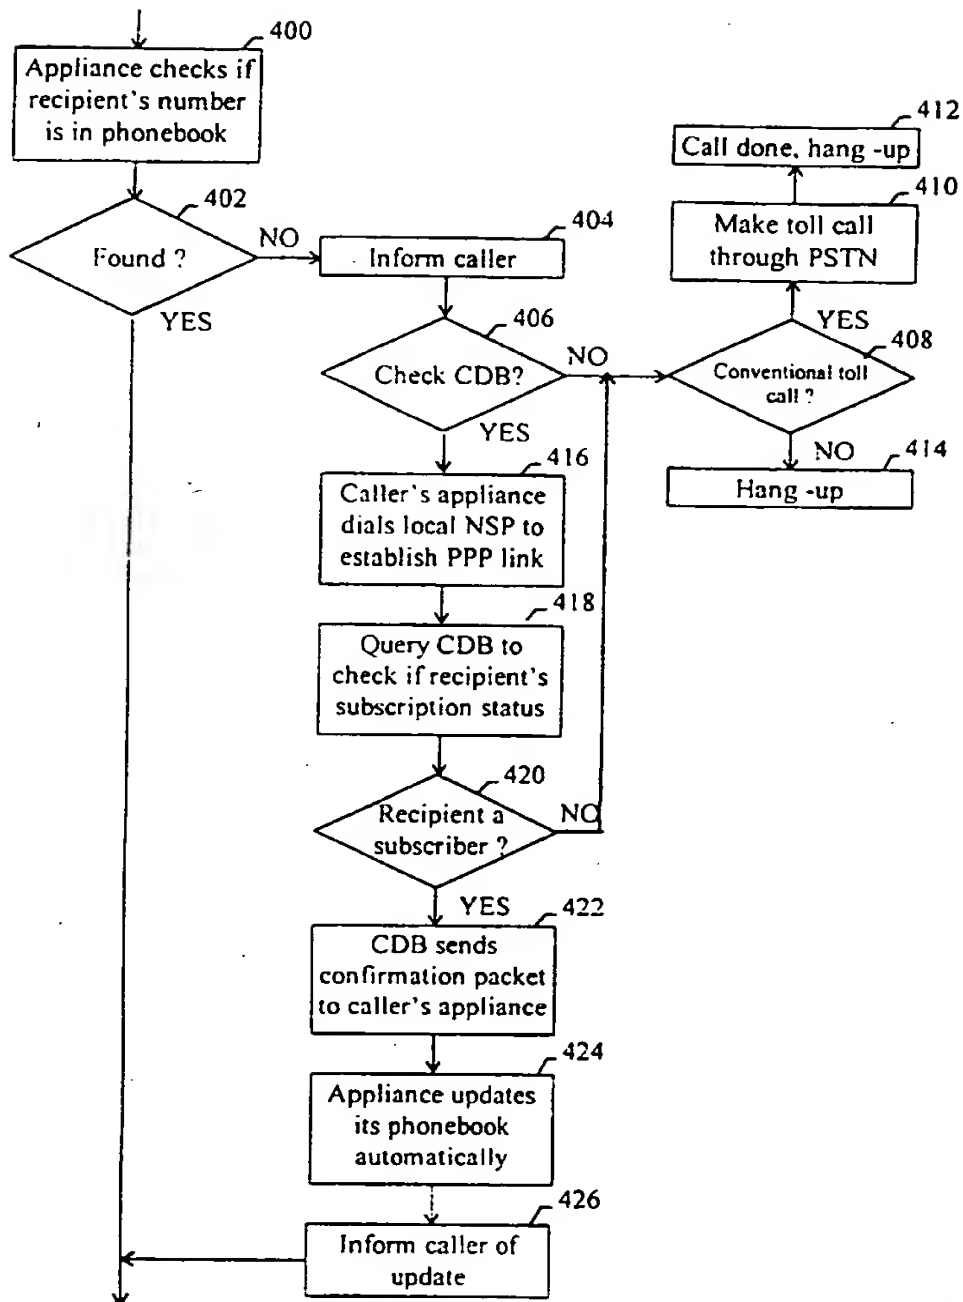 400
Appliance checks if
recipient's number
is in phonebook
402
Found ?
NO
YES
404
Inform caller
406
Check CDB?
NO
YES
412
Call done, hang -up
410
Make toll call
through PSTN
YES
408
Conventional toll
call ?
NO
414
Hang -up
416
Caller's appliance
dials local NSP to
establish PPP link
418
Query CDB to
check if recipient's
subscription status
420
Recipient a
subscriber ?
NO
YES
422
CDB sends
confirmation packet
to caller's appliance
424
Appliance updates
its phonebook
automatically
426
Inform caller of
update